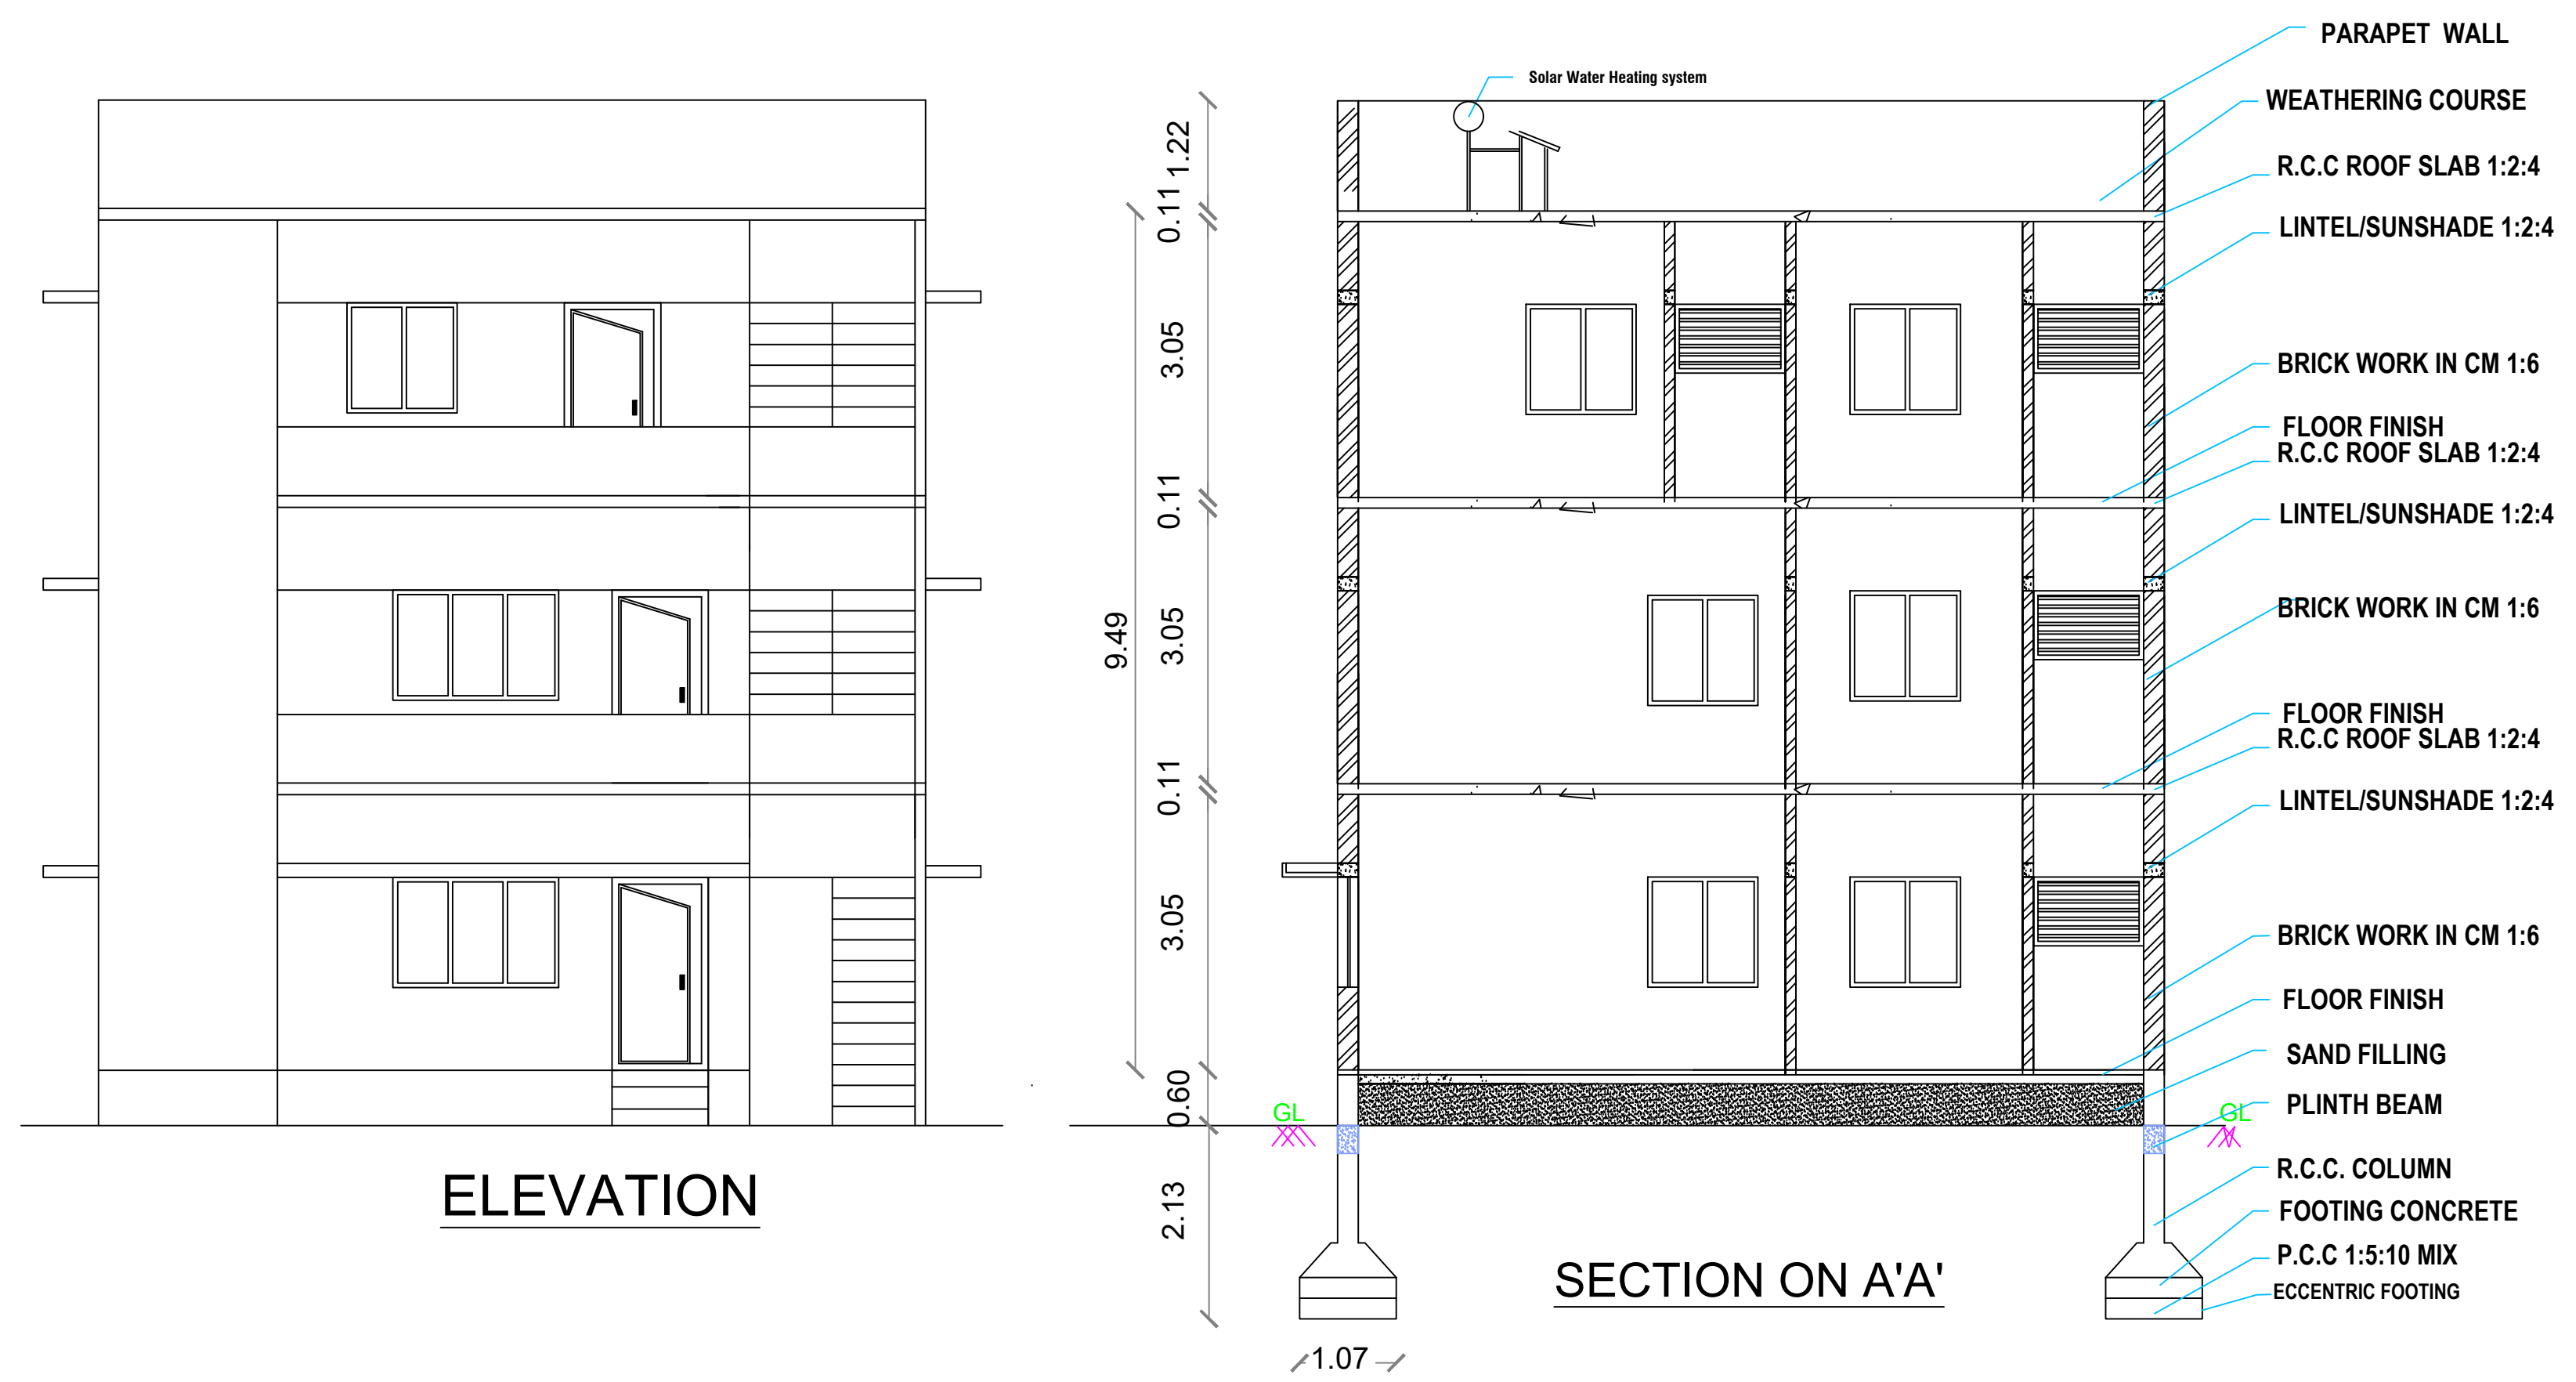 PARAPET WALL
Solar Water Heating system
WEATHERING COURSE
1.22
R.C.C ROOF SLAB 1:2:4
0.11
LINTEL/SUNSHADE 1:2:4
3.05
BRICK WORK IN CM 1:6
FLOOR FINISH
R.C.C ROOF SLAB 1:2:4
0.11
LINTEL/SUNSHADE 1:2:4
9.49
3.05
BRICK WORK IN CM 1:6
FLOOR FINISH
R.C.C ROOF SLAB 1:2:4
0.11
LINTEL/SUNSHADE 1:2:4
3.05
BRICK WORK IN CM 1:6
FLOOR FINISH
SAND FILLING
0.60
GL
GL
PLINTH BEAM
R.C.C. COLUMN
ELEVATION
2.13
FOOTING CONCRETE
P.C.C 1:5:10 MIX
SECTION ON A'A'
ECCENTRIC FOOTING
1.07